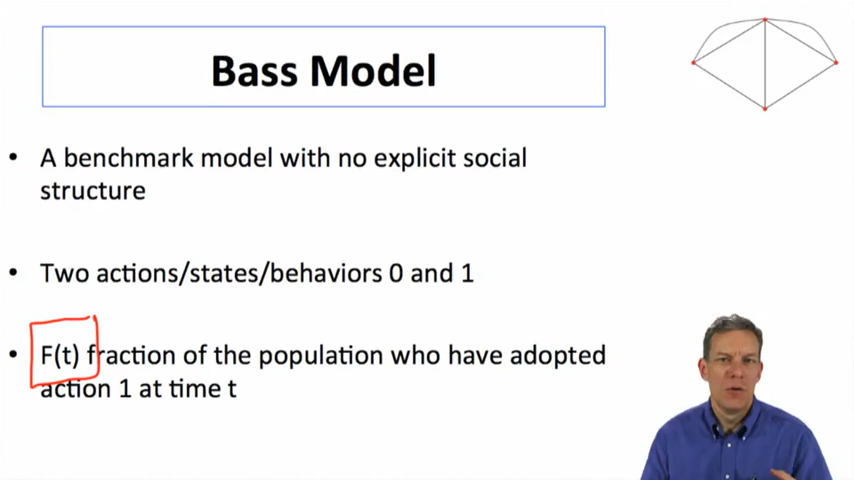 Bass Model
• A benchmark model with no explicit social
structure
• Two actions/states/behaviors 0 and 1
• F(t) fraction of the population who have adopted
action 1 at time t